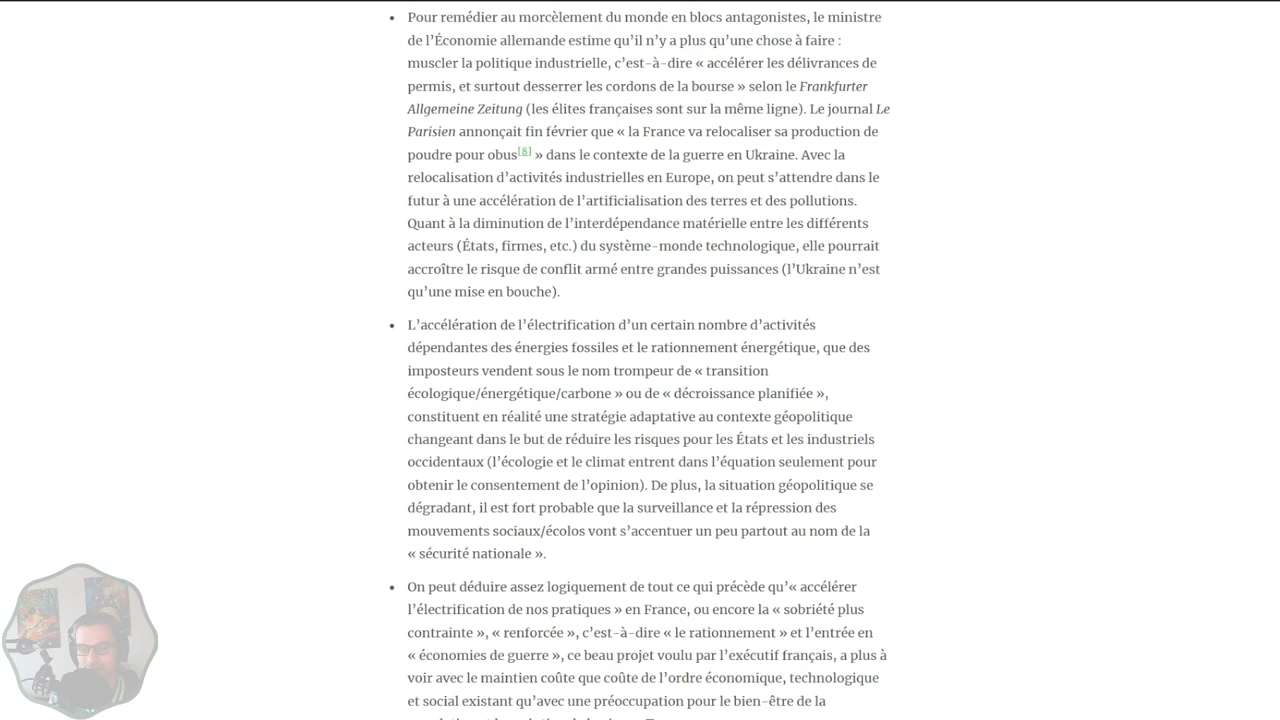 • Pour remédier au morcèlement du monde en blocs antagonistes, le ministre
de l’Économie allemande estime qu’il n’y a plus qu’une chose à faire :
muscler la politique industrielle, c’est-à-dire « accélérer les délivrances de
permis, et surtout desserrer les cordons de la bourse » selon le Frankfurter
Allgemeine Zeitung (les élites françaises sont sur la même ligne). Le journal Le
Parisien annonçait fin février que « la France va relocaliser sa production de
poudre pour obus[8] » dans le contexte de la guerre en Ukraine. Avec la
relocalisation d’activités industrielles en Europe, on peut s’attendre dans le
futur à une accélération de l’artificialisation des terres et des pollutions.
Quant à la diminution de l’interdépendance matérielle entre les différents
acteurs (États, firmes, etc.) du système-monde technologique, elle pourrait
accroître le risque de conflit armé entre grandes puissances (l’Ukraine n’est
qu’une mise en bouche).
• L’accélération de l’électrification d’un certain nombre d’activités
dépendantes des énergies fossiles et le rationnement énergétique, que des
imposteurs vendent sous le nom trompeur de « transition
écologique/énergétique/carbone » ou de « décroissance planifiée »,
constituent en réalité une stratégie adaptative au contexte géopolitique
changeant dans le but de réduire les risques pour les États et les industriels
occidentaux (l’écologie et le climat entrent dans l’équation seulement pour
obtenir le consentement de l’opinion). De plus, la situation géopolitique se
dégradant, il est fort probable que la surveillance et la répression des
mouvements sociaux/écolos vont s’accentuer un peu partout au nom de la
« sécurité nationale ».
• On peut déduire assez logiquement de tout ce qui précède qu’« accélérer
l’électrification de nos pratiques » en France, ou encore la « sobriété plus
contrainte », « renforcée », c’est-à-dire « le rationnement » et l’entrée en
« économies de guerre », ce beau projet voulu par l’exécutif français, a plus à
voir avec le maintien coûte que coûte de l’ordre économique, technologique
et social existant qu’avec une préoccupation pour le bien-être de la